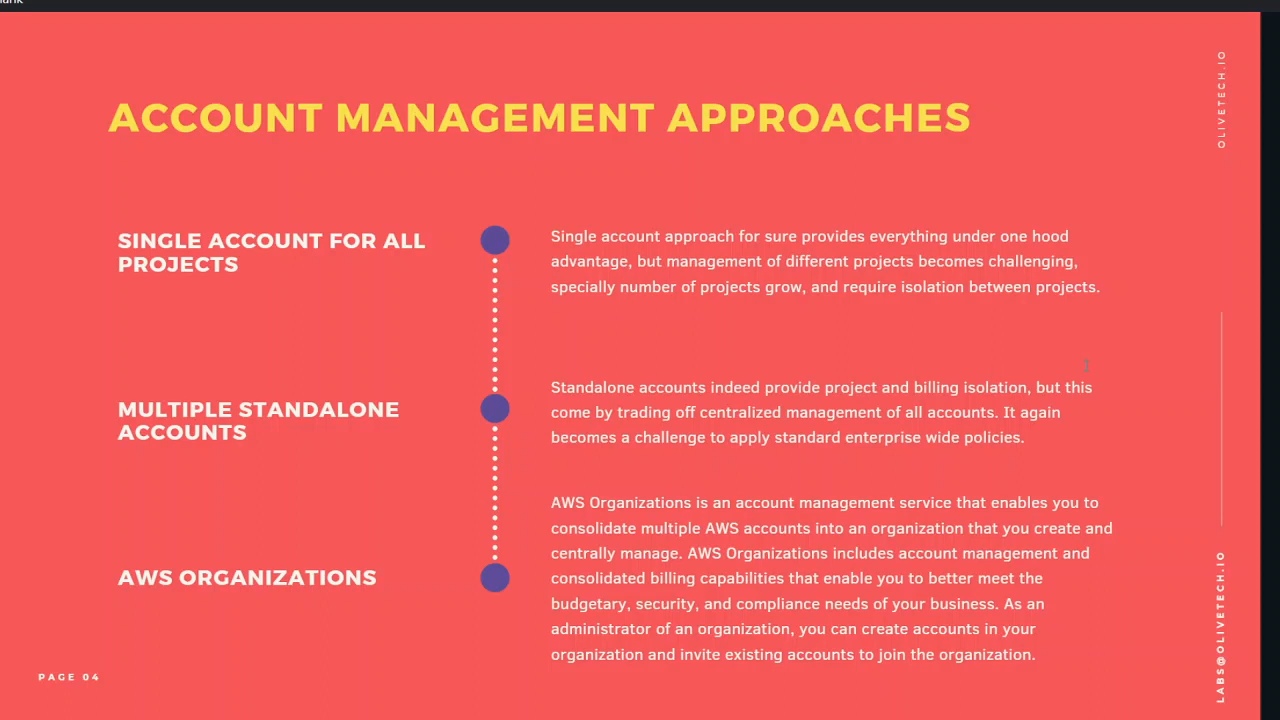 OLIVETECH.IO
ACCOUNT MANAGEMENT APPROACHES
SINGLE ACCOUNT FOR ALL
PROJECTS
Single account approach for sure provides everything under one hood
advantage, but management of different projects becomes challenging,
specially number of projects grow, and require isolation between projects.
MULTIPLE STANDALONE
ACCOUNTS
Standalone accounts indeed provide project and billing isolation, but this
come by trading off centralized management of all accounts. It again
becomes a challenge to apply standard enterprise wide policies.
AWS ORGANIZATIONS
AWS Organizations is an account management service that enables you to
consolidate multiple AWS accounts into an organization that you create and
centrally manage. AWS Organizations includes account management and
consolidated billing capabilities that enable you to better meet the
budgetary, security, and compliance needs of your business. As an
administrator of an organization, you can create accounts in your
organization and invite existing accounts to join the organization.
LABS@OLIVETECH.IO
PAGE 04